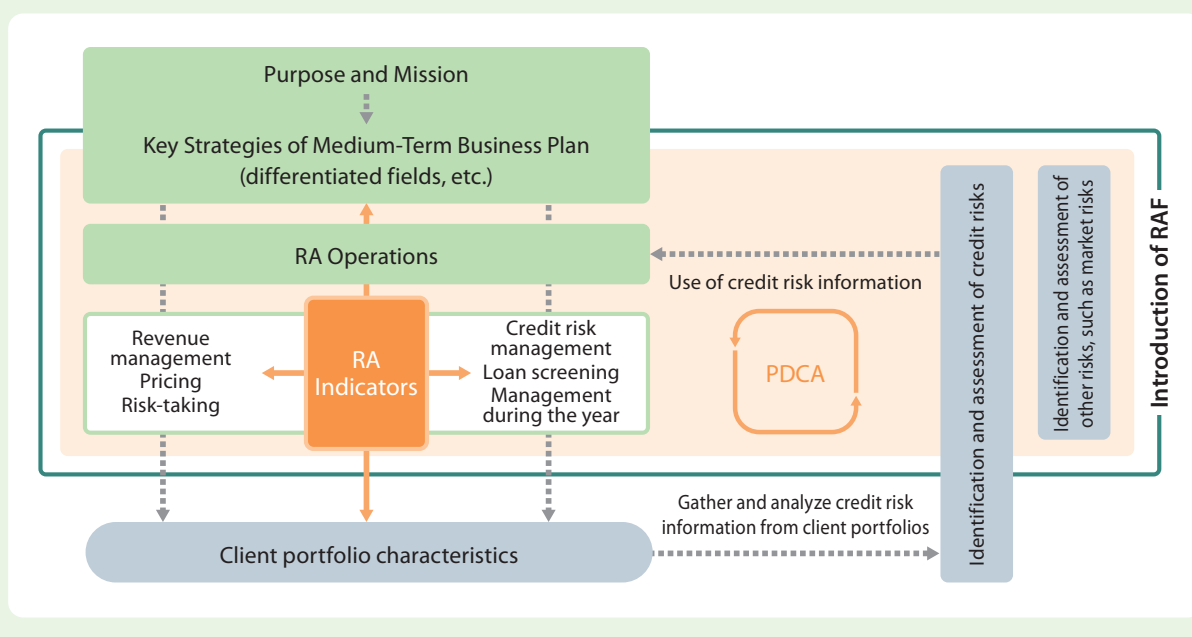 Purpose and Mission
Key Strategies of Medium-Term Business Plan
(differentiated fields, etc.)
RA Operations
Revenue
management
Pricing
Risk-taking
RA
Indicators
Credit risk
management
Loan screening
Management
during the year
Use of credit risk information
PDCA
Gather and analyze credit risk
information from client portfolios
Client portfolio characteristics
Identification and assessment of credit risks
Identification and assessment of
other risks, such as market risks
Introduction of RAF